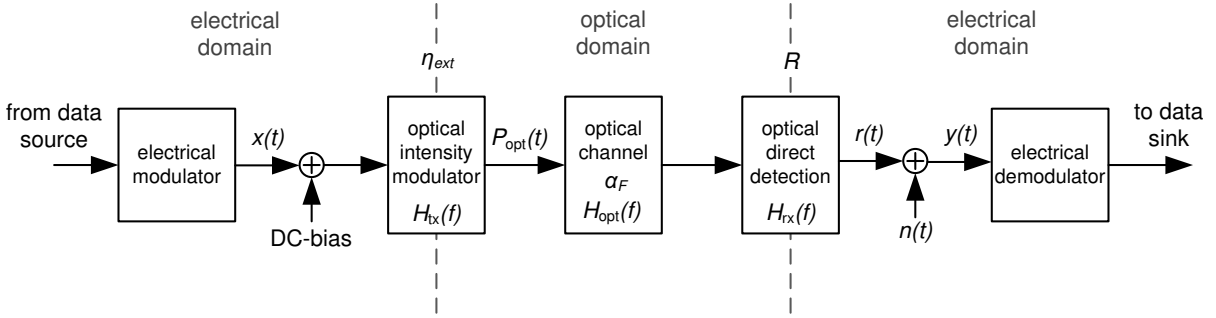 electrical
domain
optical
domain
electrical
domain
η_ext
R
from data
source
electrical
modulator
x(t)
DC-bias
optical
intensity
modulator
H_tx(f)
P_opt(t)
optical
channel
α_F
H_opt(f)
optical
direct
detection
H_rx(f)
r(t)
n(t)
y(t)
electrical
demodulator
to data
sink